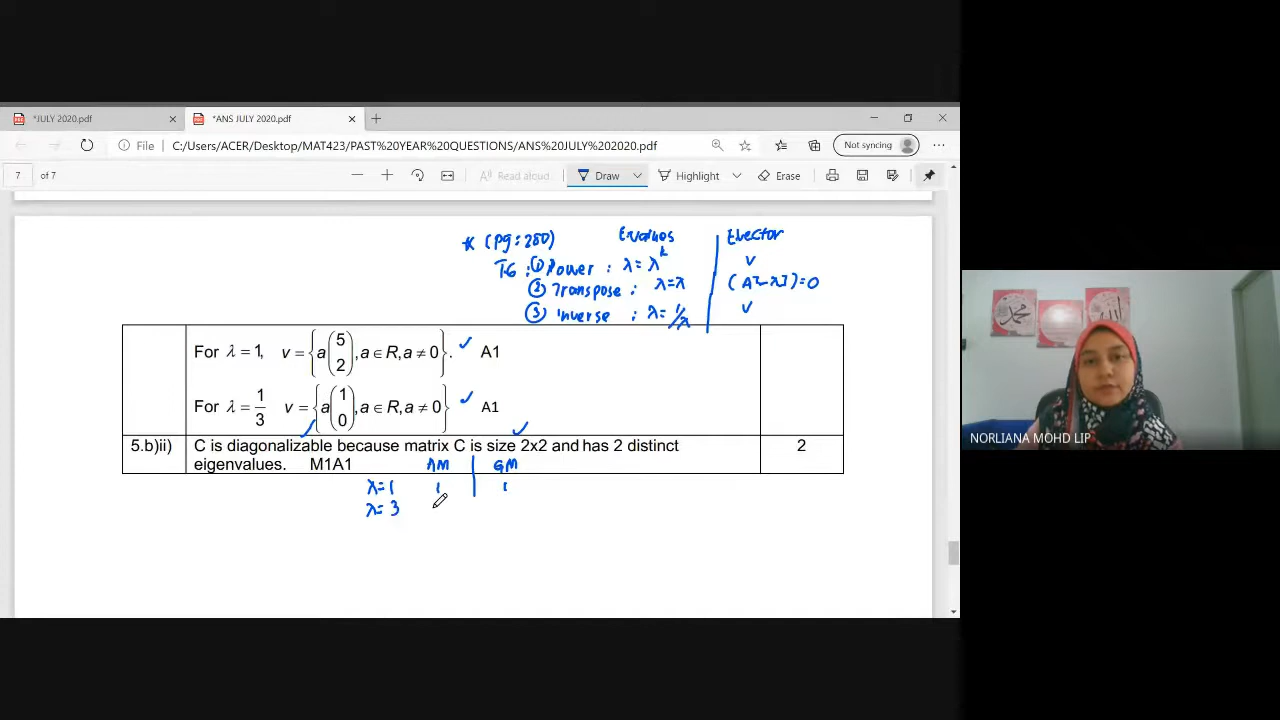 *JULY 2020.pdf
*ANS JULY 2020.pdf
File
C:/Users/ACER/Desktop/MAT423/PAST%20YEAR%20QUESTIONS/ANS%20JULY%202020.pdf
Not syncing
7 of 7
Read aloud
Draw
Highlight
Erase
* (Pg: 280) Evalues Evector
T6: ① Power : λ = λ^k v
② Transpose : λ = λ (A^T - λI) = 0
③ Inverse : λ = 1/λ v
For λ = 1, v = {a(5 2), a ∈ R, a ≠ 0}. ✓ A1
For λ = 1/3 v = {a(1 0), a ∈ R, a ≠ 0} ✓ A1
5.b)ii) C is diagonalizable because matrix C is size 2x2 and has 2 distinct 2
eigenvalues. M1A1
AM GM
λ = 1 1 1
λ = 3
NORLIANA MOHD LIP